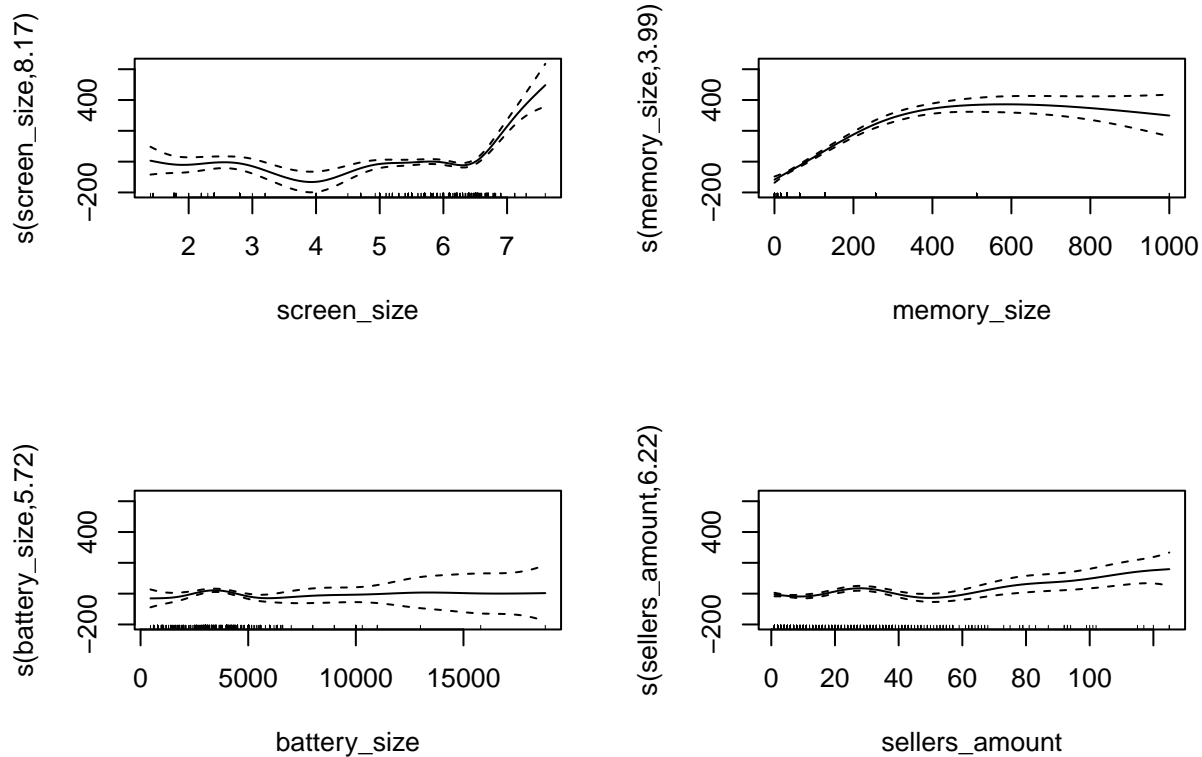 s(screen_size,8.17)
400
−200
2 3 4 5 6 7
screen_size
s(memory_size,3.99)
400
−200
0 200 400 600 800 1000
memory_size
s(battery_size,5.72)
400
−200
0 5000 10000 15000
battery_size
s(sellers_amount,6.22)
400
−200
0 20 40 60 80 100
sellers_amount